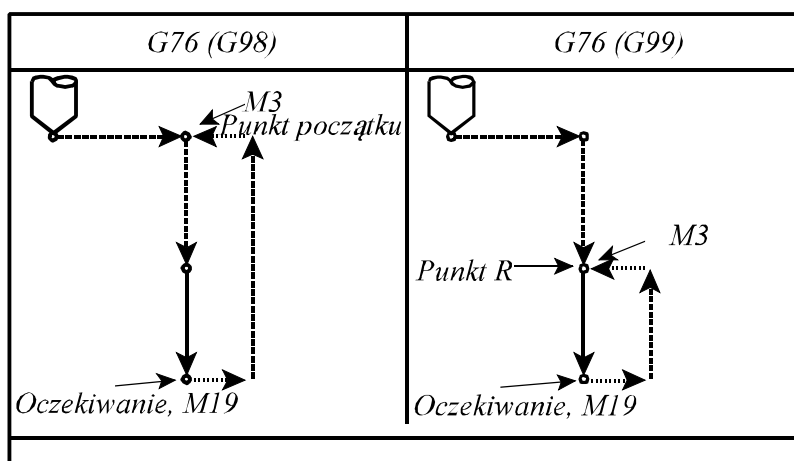 G76 (G98)
G76 (G99)
M3
Punkt początku
Oczekiwanie, M19
M3
Punkt R
Oczekiwanie, M19